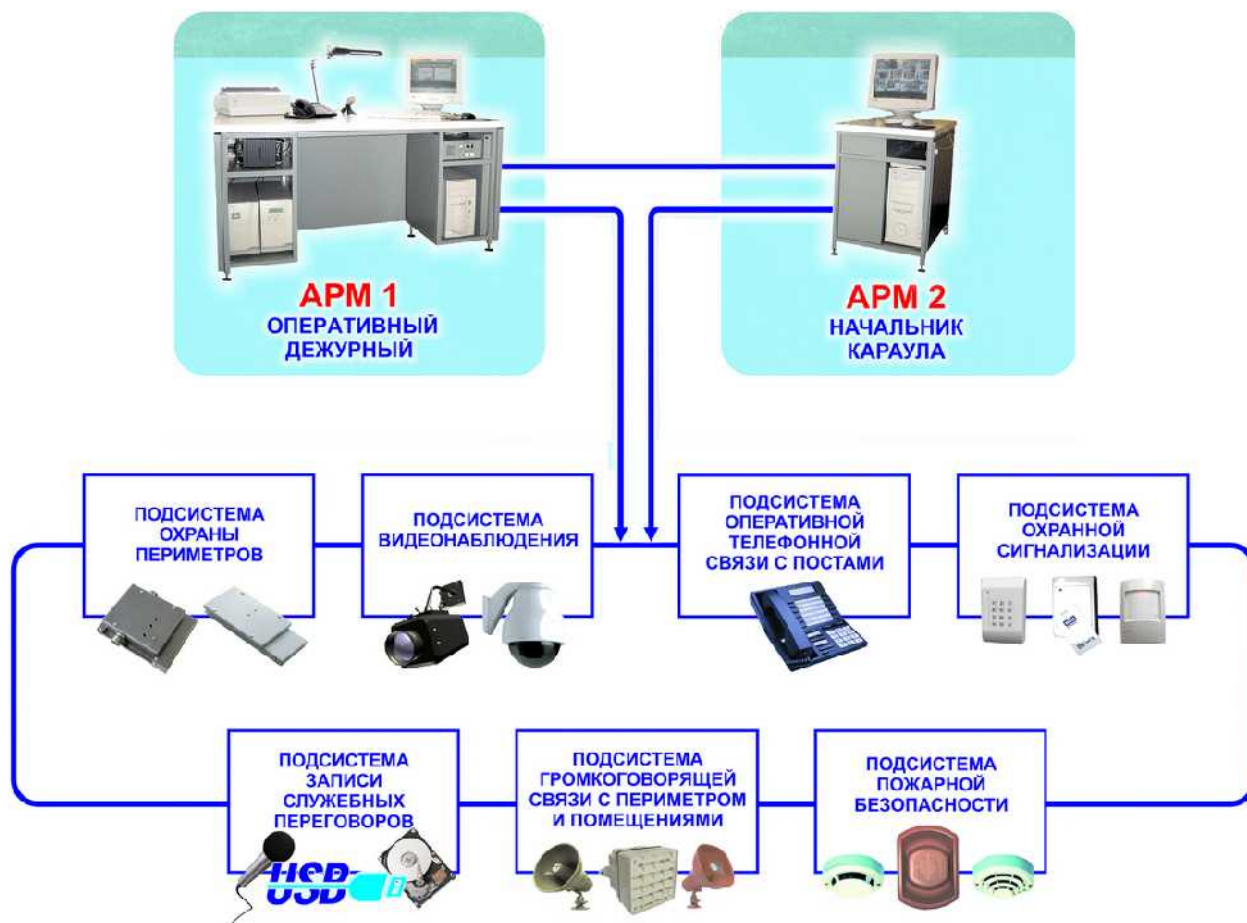 АРМ 1
ОПЕРАТИВНЫЙ
ДЕЖУРНЫЙ
АРМ 2
НАЧАЛЬНИК
КАРАУЛА
ПОДСИСТЕМА
ОХРАНЫ
ПЕРИМЕТРОВ
ПОДСИСТЕМА
ВИДЕОНАБЛЮДЕНИЯ
ПОДСИСТЕМА
ОПЕРАТИВНОЙ
ТЕЛЕФОННОЙ
СВЯЗИ С ПОСТАМИ
ПОДСИСТЕМА
ОХРАННОЙ
СИГНАЛИЗАЦИИ
ПОДСИСТЕМА
ЗАПИСИ
СЛУЖЕБНЫХ
ПЕРЕГОВОРОВ
USB
ПОДСИСТЕМА
ГРОМКОГОВОРЯЩЕЙ
СВЯЗИ С ПЕРИМЕТРОМ
И ПОМЕЩЕНИЯМИ
ПОДСИСТЕМА
ПОЖАРНОЙ
БЕЗОПАСНОСТИ